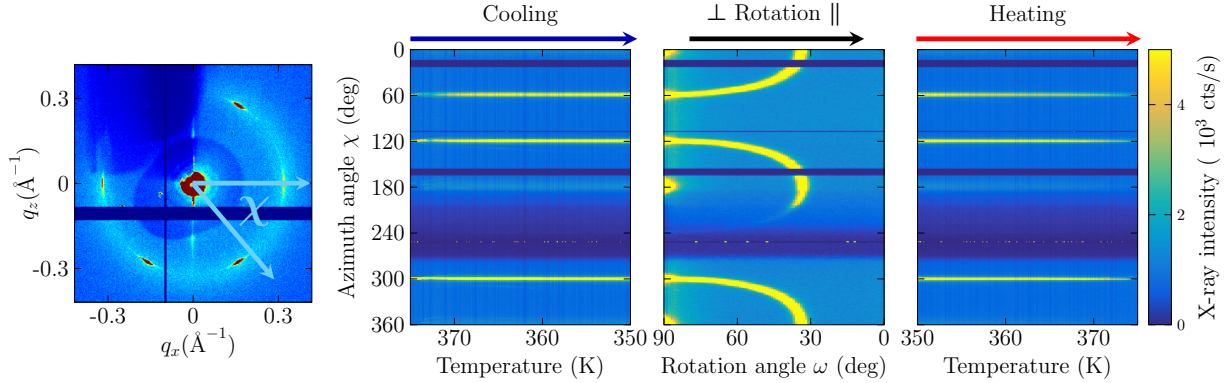 Cooling
⊥ Rotation ∥
Heating
0.3
0
-0.3
q_z(Å⁻¹)
χ
-0.3 0 0.3
q_x(Å⁻¹)
Azimuth angle χ (deg)
0
60
120
180
240
300
360
370 360 350
Temperature (K)
90 60 30 0
Rotation angle ω (deg)
350 360 370
Temperature (K)
4
2
0
X-ray intensity ( 10³ cts/s)